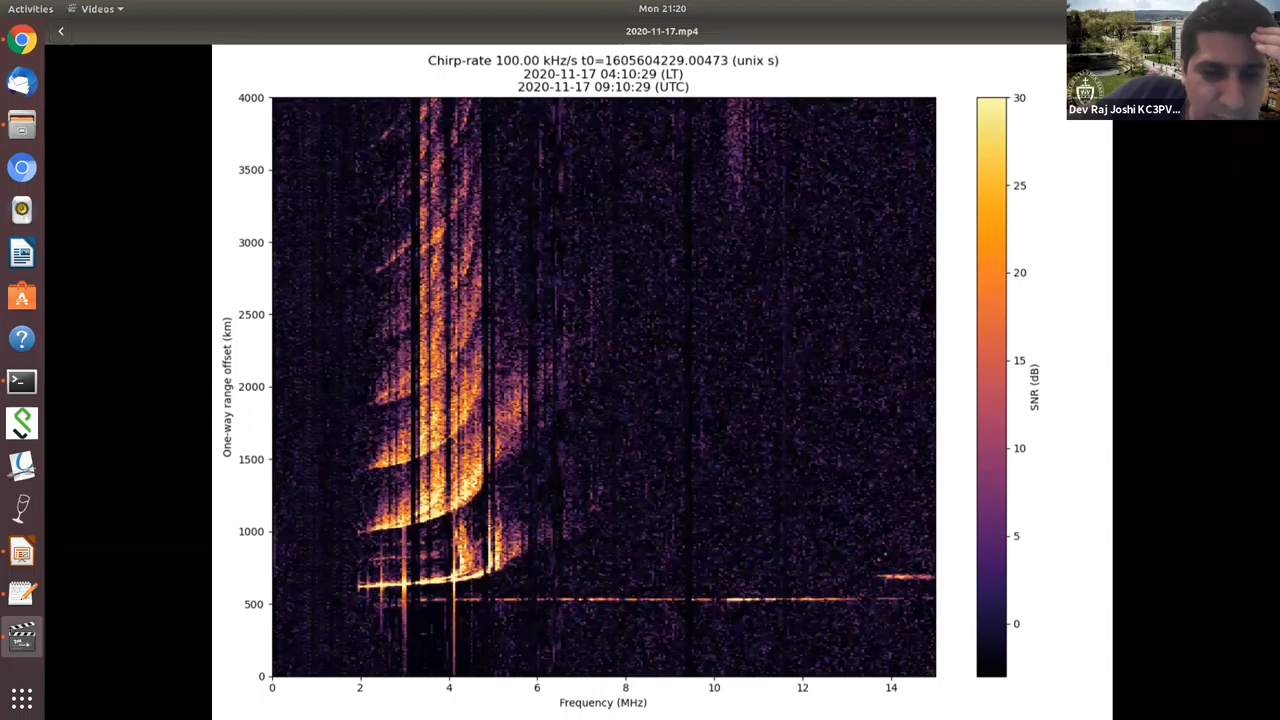 Activities
Videos
Mon 21∶20
2020-11-17.mp4
Dev Raj Joshi KC3PV...
Chirp-rate 100.00 kHz/s t0=1605604229.00473 (unix s)
2020-11-17 04:10:29 (LT)
2020-11-17 09:10:29 (UTC)
4000
3500
3000
2500
2000
1500
1000
500
0
One-way range offset (km)
0 2 4 6 8 10 12 14
Frequency (MHz)
30
25
20
15
10
5
0
SNR (dB)